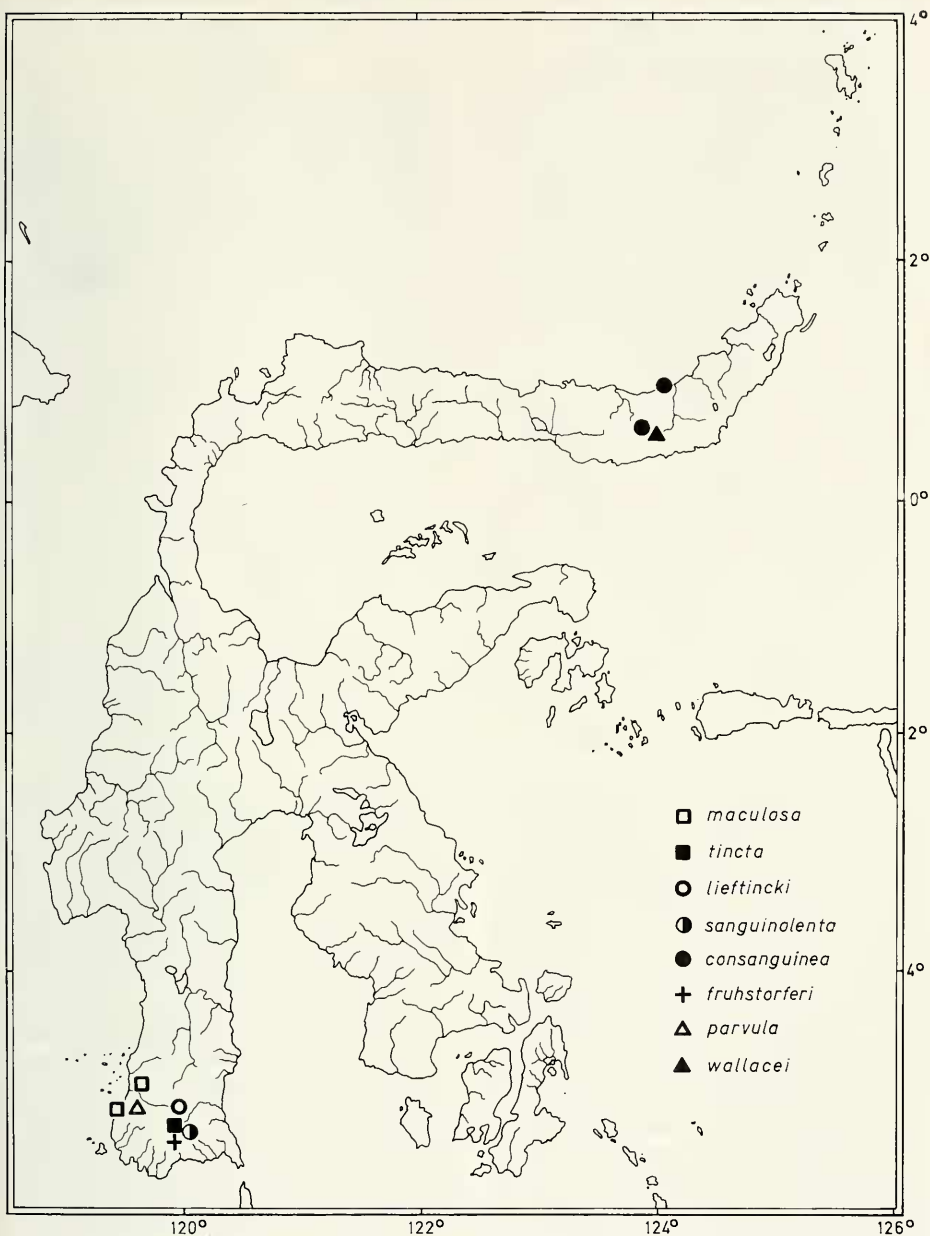 4°
2°
0°
2°
maculosa
tincta
lieftincki
sanguinolenta
consanguinea
4°
fruhstorferi
parvula
wallacei
120°
122°
124°
126°